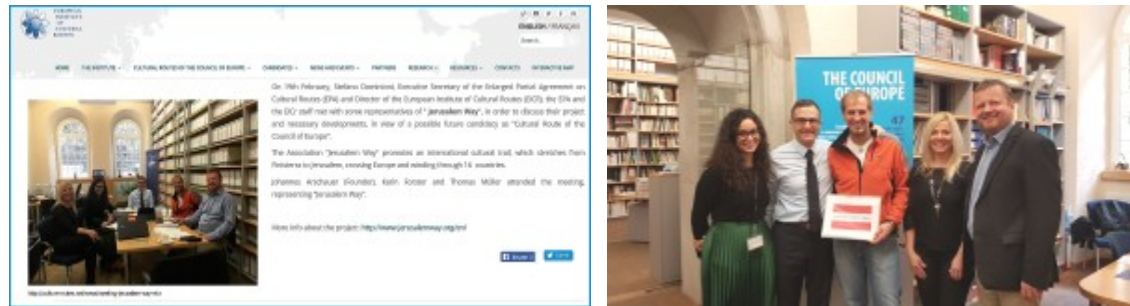 EUROPEAN
INSTITUTE
OF
CULTURAL
ROUTES
ENGLISH / FRANÇAIS
Search...
HOME THE INSTITUTE CULTURAL ROUTES OF THE COUNCIL OF EUROPE CANDIDATES NEWS AND EVENTS PARTNERS RESEARCH RESOURCES CONTACTS INTERACTIVE MAP
On 19th February, Stefano Dominioni, Executive Secretary of the Enlarged Partial Agreement on
Cultural Routes (EPA) and Director of the European Institute of Cultural Routes (EICR), the EPA and
the EICR staff met with some representatives of " Jerusalem Way", in order to discuss their project
and necessary developments, in view of a possible future candidacy as "Cultural Route of the
Council of Europe".
The Association "Jerusalem Way" promotes an international cultural trail, which stretches from
Finisterra to Jerusalem, crossing Europe and winding through 16 countries.
Johannes Aschauer (Founder), Karin Forster and Thomas Müller attended the meeting,
representing "Jerusalem Way".
More info about the project: http://www.jerusalemway.org/en/
Share
Tweet
THE COUNCIL
OF EUROPE
47